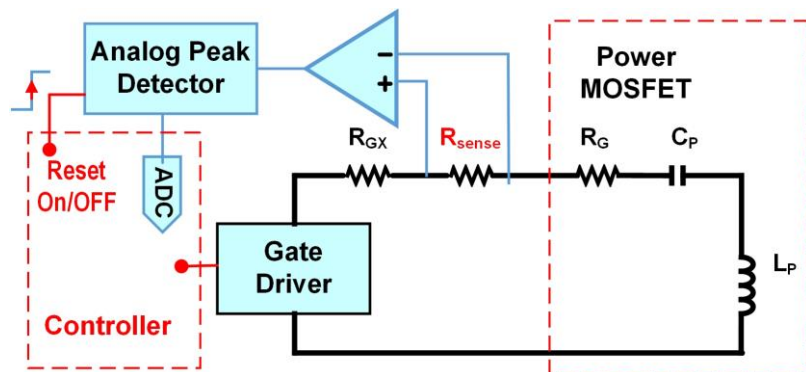 Analog Peak
Detector
−
+
Power
MOSFET
R_GX
R_sense
R_G
C_P
Reset
On/OFF
ADC
Gate
Driver
L_P
Controller